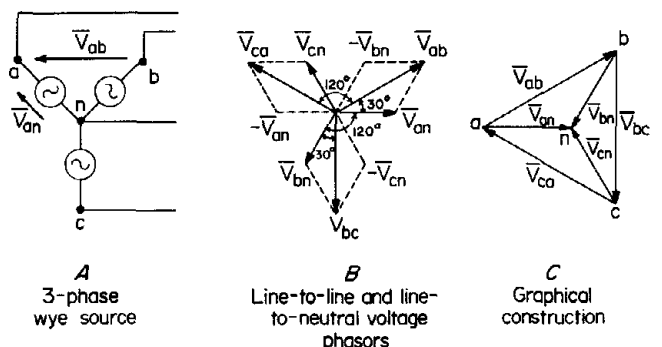 V̅ab
a
n
b
V̅an
c
A
3-phase
wye source
V̅ca
V̅cn
-V̅bn
V̅ab
120°
30°
-V̅an
V̅an
120°
30°
V̅bn
-V̅cn
Vbc
B
Line-to-line and line-
to-neutral voltage
phasors
b
V̅ab
V̅an
V̅bn
V̅bc
a
n
V̅cn
V̅ca
c
C
Graphical
construction